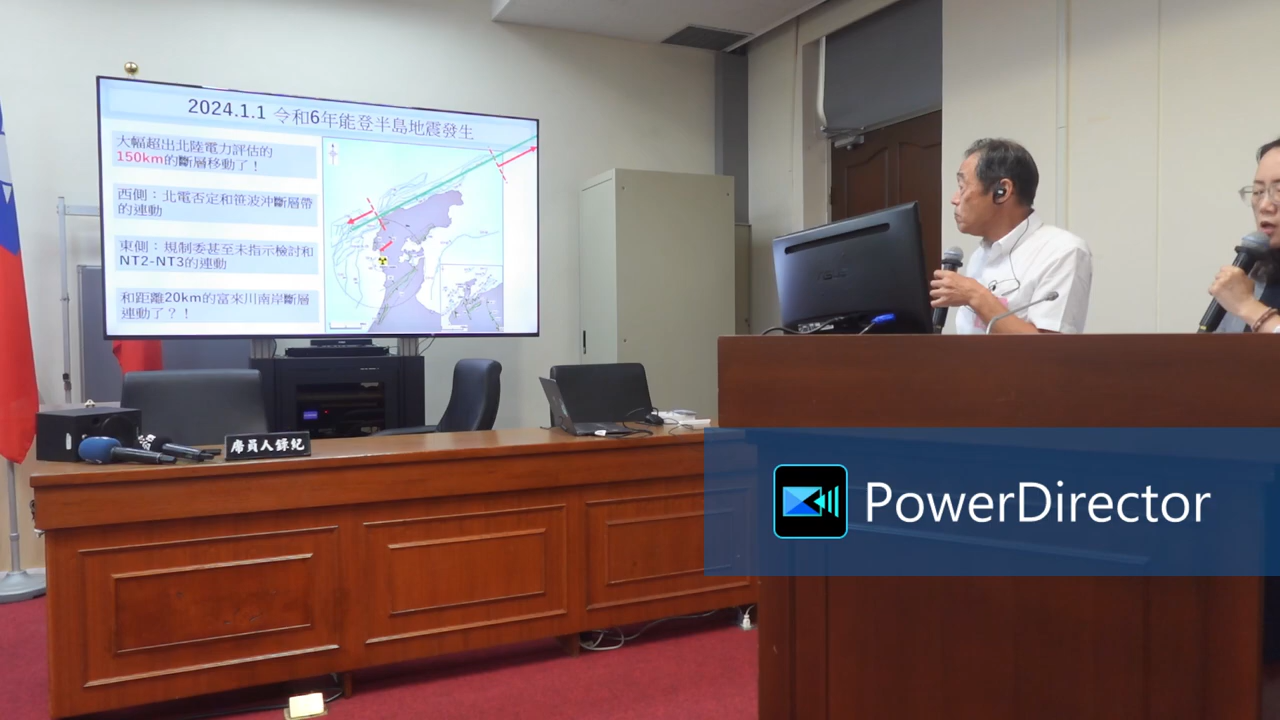 2024.1.1 令和6年能登半島地震發生
大幅超出北陸電力評估的
150km的斷層移動了！
西側：北電否定和笹波沖斷層帶
的連動
東側：規制委甚至未指示檢討和
NT2-NT3的連動
和距離20km的富來川南岸斷層
連動了？！
席員人錄紀
PowerDirector